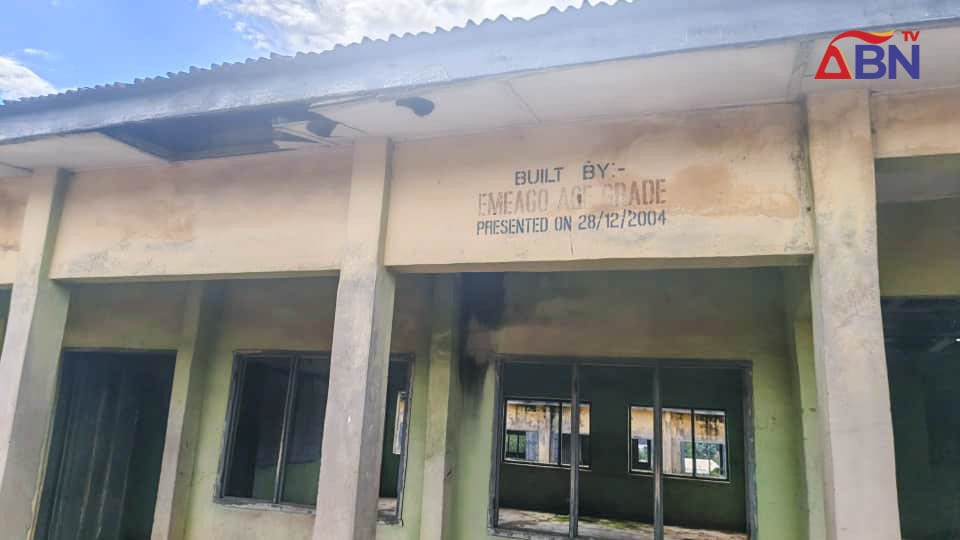 ABN TV
BUILT BY:-
EMEAGO AGE GRADE
PRESENTED ON 28/12/2004